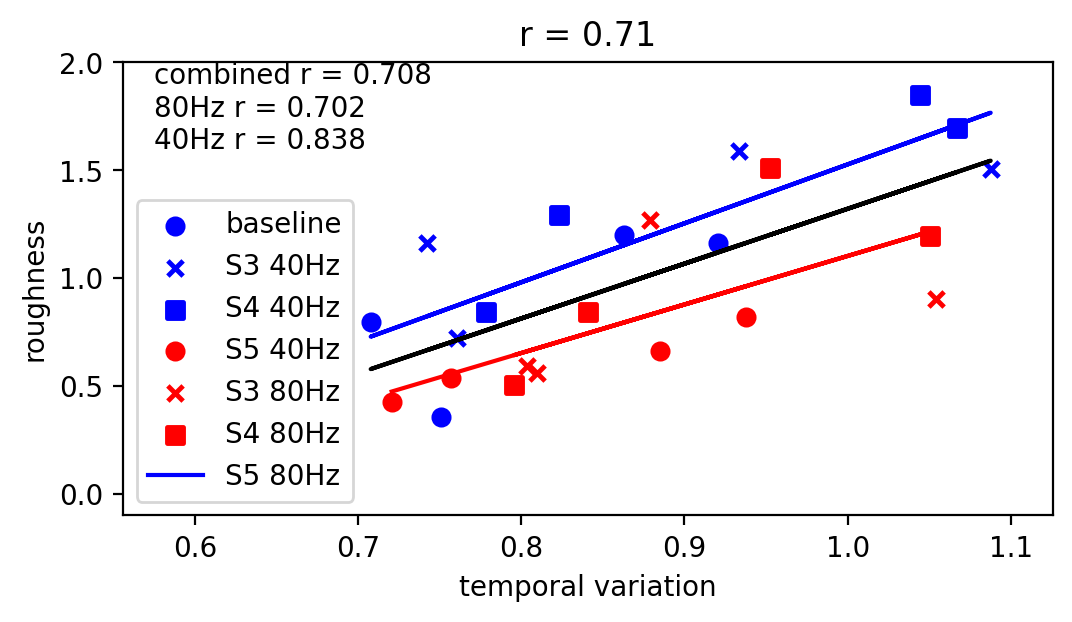 r = 0.71
combined r = 0.708
80Hz r = 0.702
40Hz r = 0.838
baseline
S3 40Hz
S4 40Hz
S5 40Hz
S3 80Hz
S4 80Hz
S5 80Hz
2.0
1.5
1.0
0.5
0.0
roughness
0.6 0.7 0.8 0.9 1.0 1.1
temporal variation